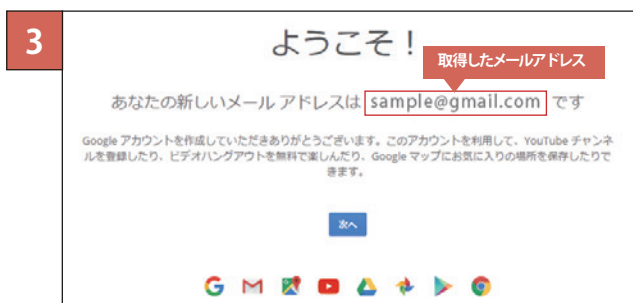 3
ようこそ！
取得したメールアドレス
あなたの新しいメール アドレスは sample@gmail.com です
Google アカウントを作成していただきありがとうございます。このアカウントを利用して、YouTube チャンネ
ルを登録したり、ビデオハングアウトを無料で楽しんだり、Google マップにお気に入りの場所を保存したりで
きます。
次へ